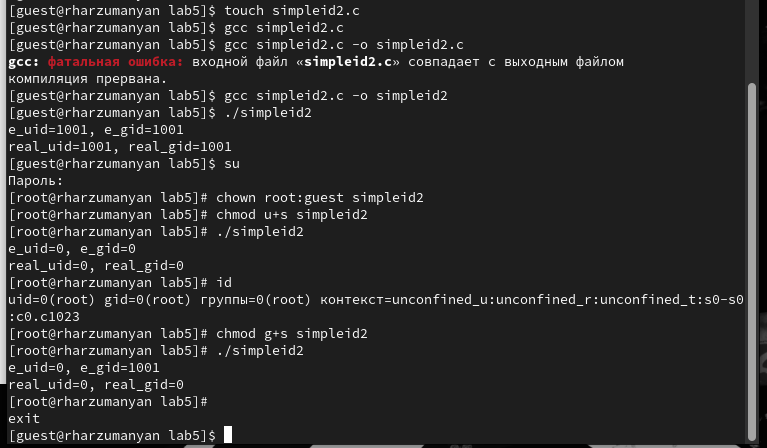 [guest@rharzumanyan lab5]$ touch simpleid2.c
[guest@rharzumanyan lab5]$ gcc simpleid2.c
[guest@rharzumanyan lab5]$ gcc simpleid2.c -o simpleid2.c
gcc: фатальная ошибка: входной файл «simpleid2.c» совпадает с выходным файлом
компиляция прервана.
[guest@rharzumanyan lab5]$ gcc simpleid2.c -o simpleid2
[guest@rharzumanyan lab5]$ ./simpleid2
e_uid=1001, e_gid=1001
real_uid=1001, real_gid=1001
[guest@rharzumanyan lab5]$ su
Пароль:
[root@rharzumanyan lab5]# chown root:guest simpleid2
[root@rharzumanyan lab5]# chmod u+s simpleid2
[root@rharzumanyan lab5]# ./simpleid2
e_uid=0, e_gid=0
real_uid=0, real_gid=0
[root@rharzumanyan lab5]# id
uid=0(root) gid=0(root) группы=0(root) контекст=unconfined_u:unconfined_r:unconfined_t:s0-s0
:c0.c1023
[root@rharzumanyan lab5]# chmod g+s simpleid2
[root@rharzumanyan lab5]# ./simpleid2
e_uid=0, e_gid=1001
real_uid=0, real_gid=0
[root@rharzumanyan lab5]#
exit
[guest@rharzumanyan lab5]$